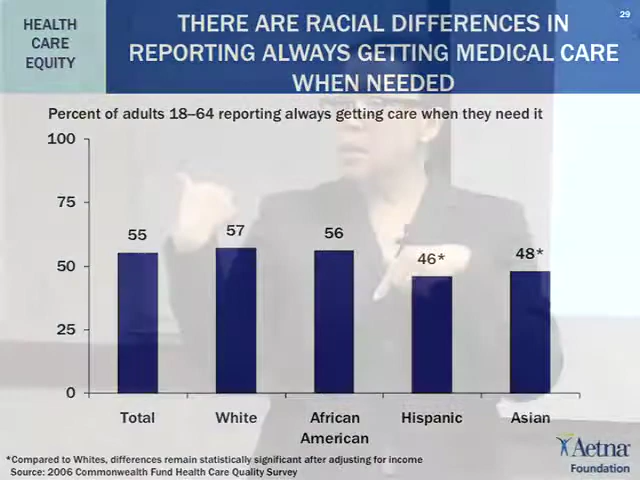 29
HEALTH
CARE
EQUITY
THERE ARE RACIAL DIFFERENCES IN
REPORTING ALWAYS GETTING MEDICAL CARE
WHEN NEEDED
Percent of adults 18–64 reporting always getting care when they need it
100
75
50
25
0
55
57
56
46*
48*
Total
White
African
American
Hispanic
Asian
*Compared to Whites, differences remain statistically significant after adjusting for income
Source: 2006 Commonwealth Fund Health Care Quality Survey
Aetna
Foundation